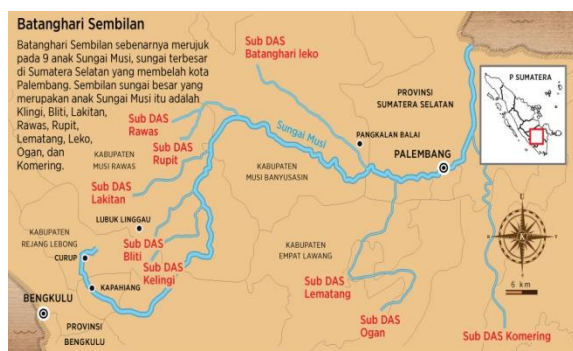 Batanghari Sembilan
Batanghari Sembilan sebenarnya merujuk
pada 9 anak Sungai Musi, sungai terbesar
di Sumatera Selatan yang membelah kota
Palembang. Sembilan sungai besar yang
merupakan anak Sungai Musi itu adalah
Klingi, Bliti, Lakitan,
Rawas, Rupit,
Lematang, Leko,
Ogan, dan
Komering.
Sub DAS
Batanghari leko
P SUMATERA
PROVINSI
SUMATERA SELATAN
Sub DAS
Rawas
Sungai Musi
PANGKALAN BALAI
Sub DAS
Rupit
KABUPATEN
MUSI RAWAS
KABUPATEN
MUSI BANYUSASIN
PALEMBANG
Sub DAS
Lakitan
LUBUK LINGGAU
U
B
T
S
KABUPATEN
REJANG LEBONG
Sub DAS
Bliti
KABUPATEN
EMPAT LAWANG
CURUP
Sub DAS
Kelingi
Sub DAS
Lematang
KAPAHIANG
6 km
BENGKULU
Sub DAS
Ogan
PROVINSI
BENGKULU
Sub DAS Komering